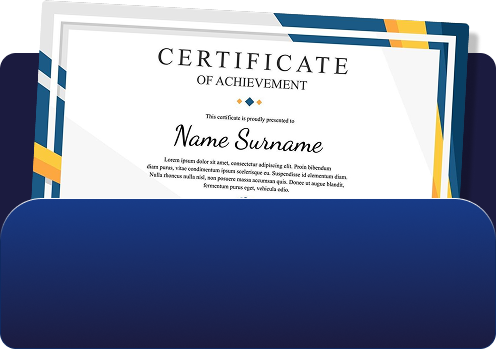 CERTIFICATE
OF ACHIEVEMENT
This certificate is proudly presented to
Name Surname
Lorem ipsum dolor sit amet, consectetur adipiscing elit. Proin bibendum
diam purus, vitae condimentum ipsum scelerisque eu. Suspendisse id elementum diam.
Nulla rhoncus nulla nisl, non posuere massa accumsan quis. Donec ut augue blandit,
fermentum purus eget, vehicula odio.